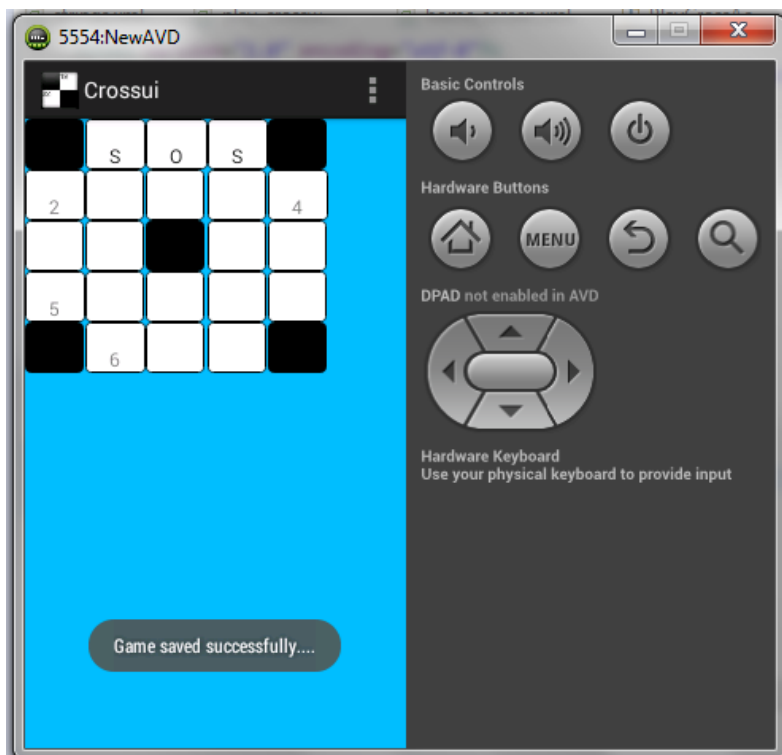 5554:NewAVD
Crossui
S O S
2 4
5
6
Game saved successfully....
Basic Controls
Hardware Buttons
MENU
DPAD not enabled in AVD
Hardware Keyboard
Use your physical keyboard to provide input